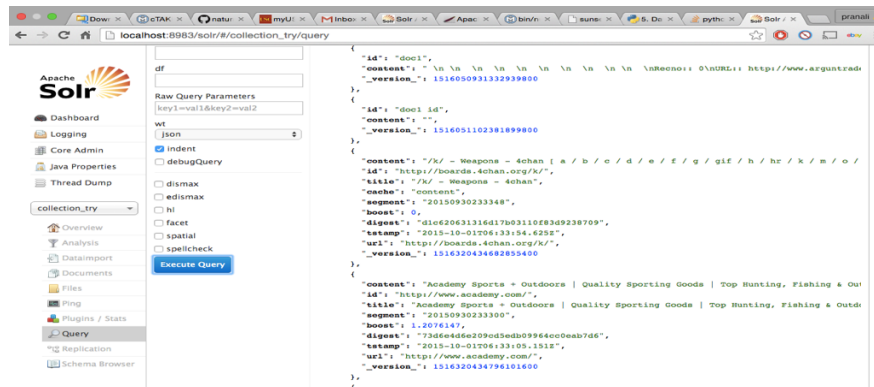 Dow:
cTAK
natur
myU!
Inbox
Solr
Apac
bin/n
sunse
5. Do
pytho
Solr
pranali
localhost:8983/solr/#/collection_try/query
Apache
Solr
Dashboard
Logging
Core Admin
Java Properties
Thread Dump
collection_try
Overview
Analysis
Dataimport
Documents
Files
Ping
Plugins / Stats
Query
Replication
Schema Browser
df
Raw Query Parameters
key1=val1&key2=val2
wt
json
indent
debugQuery
dismax
edismax
hl
facet
spatial
spellcheck
Execute Query
{
"id": "doc1",
"content": " \n \n \n \n \n \n \n \n \n \nRecno:: 0\nURL:: http://www.arguntrade
"_version_": 1516050931332939800
},
{
"id": "doc1 id",
"content": "",
"_version_": 1516051102381899800
},
{
"content": "/k/ - Weapons - 4chan [ a / b / c / d / e / f / g / gif / h / hr / k / m / o /
"id": "http://boards.4chan.org/k/",
"title": "/k/ - Weapons - 4chan",
"cache": "content",
"segment": "20150930233348",
"boost": 0,
"digest": "d1c620631316d17b03110f83d9238709",
"tstamp": "2015-10-01T06:33:54.625Z",
"url": "http://boards.4chan.org/k/",
"_version_": 1516320434682855400
},
{
"content": "Academy Sports + Outdoors | Quality Sporting Goods | Top Hunting, Fishing & Out
"id": "http://www.academy.com/",
"title": "Academy Sports + Outdoors | Quality Sporting Goods | Top Hunting, Fishing & Outdo
"segment": "20150930233300",
"boost": 1.2076147,
"digest": "73d6e4d6e209cd5edb09964cc0eab7d6",
"tstamp": "2015-10-01T06:33:05.151Z",
"url": "http://www.academy.com/",
"_version_": 1516320434796101600
},